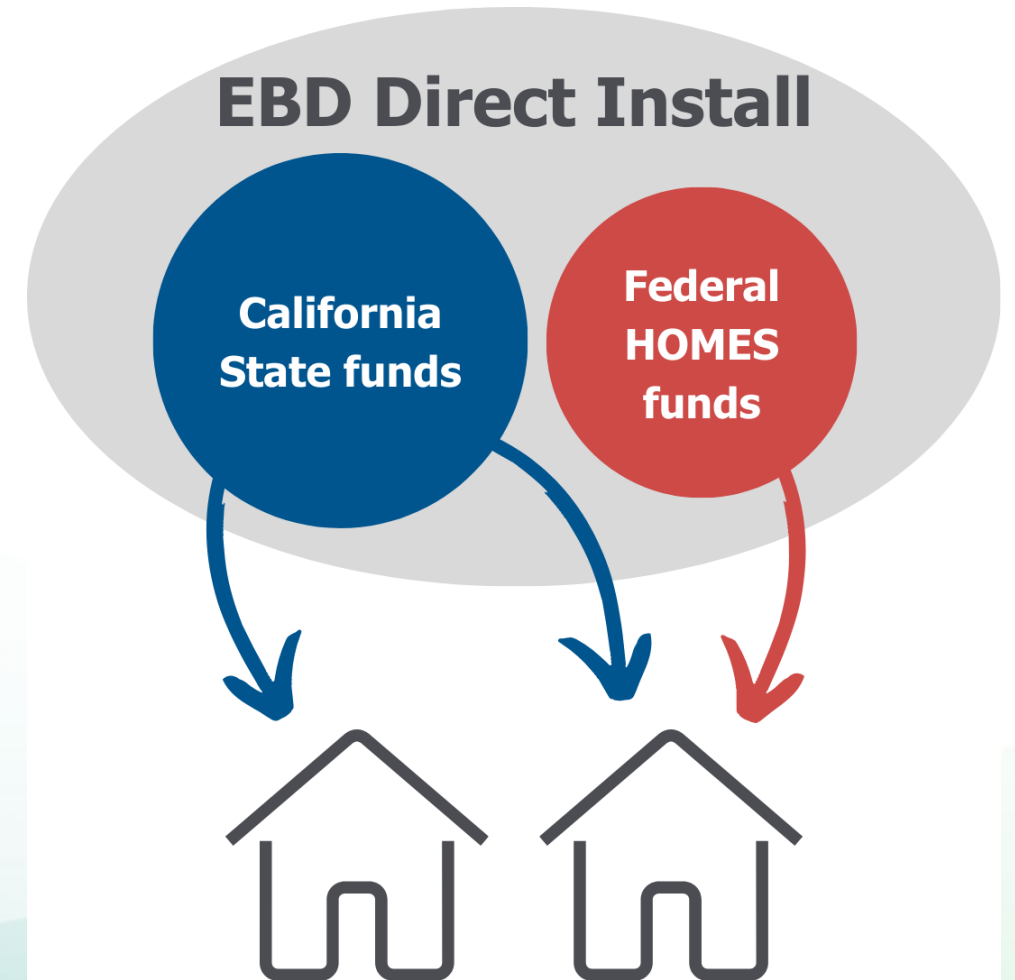 EBD Direct Install
California
State funds
Federal
HOMES
funds